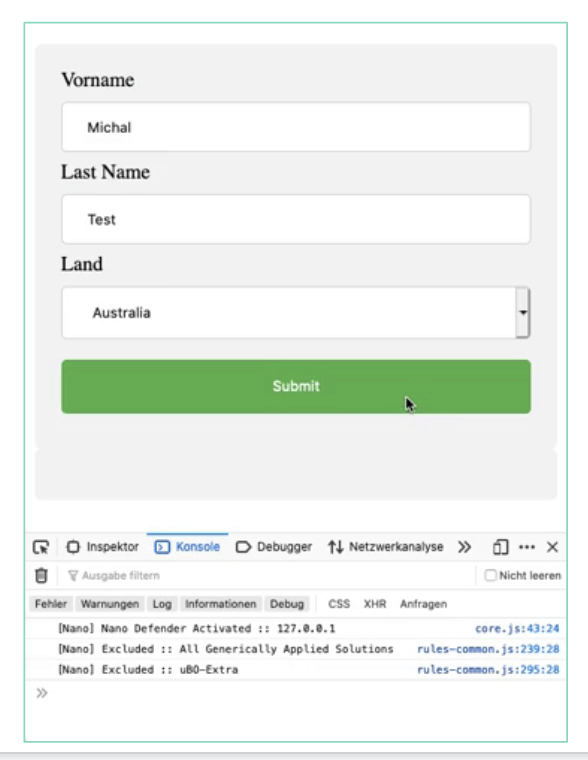 Vorname
Michal
Last Name
Test
Land
Australia
Submit
Inspektor Konsole Debugger Netzwerkanalyse
Ausgabe filtern Nicht leeren
Fehler Warnungen Log Informationen Debug CSS XHR Anfragen
[Nano] Nano Defender Activated :: 127.0.0.1 core.js:43:24
[Nano] Excluded :: All Generically Applied Solutions rules-common.js:239:28
[Nano] Excluded :: uBO-Extra rules-common.js:295:28